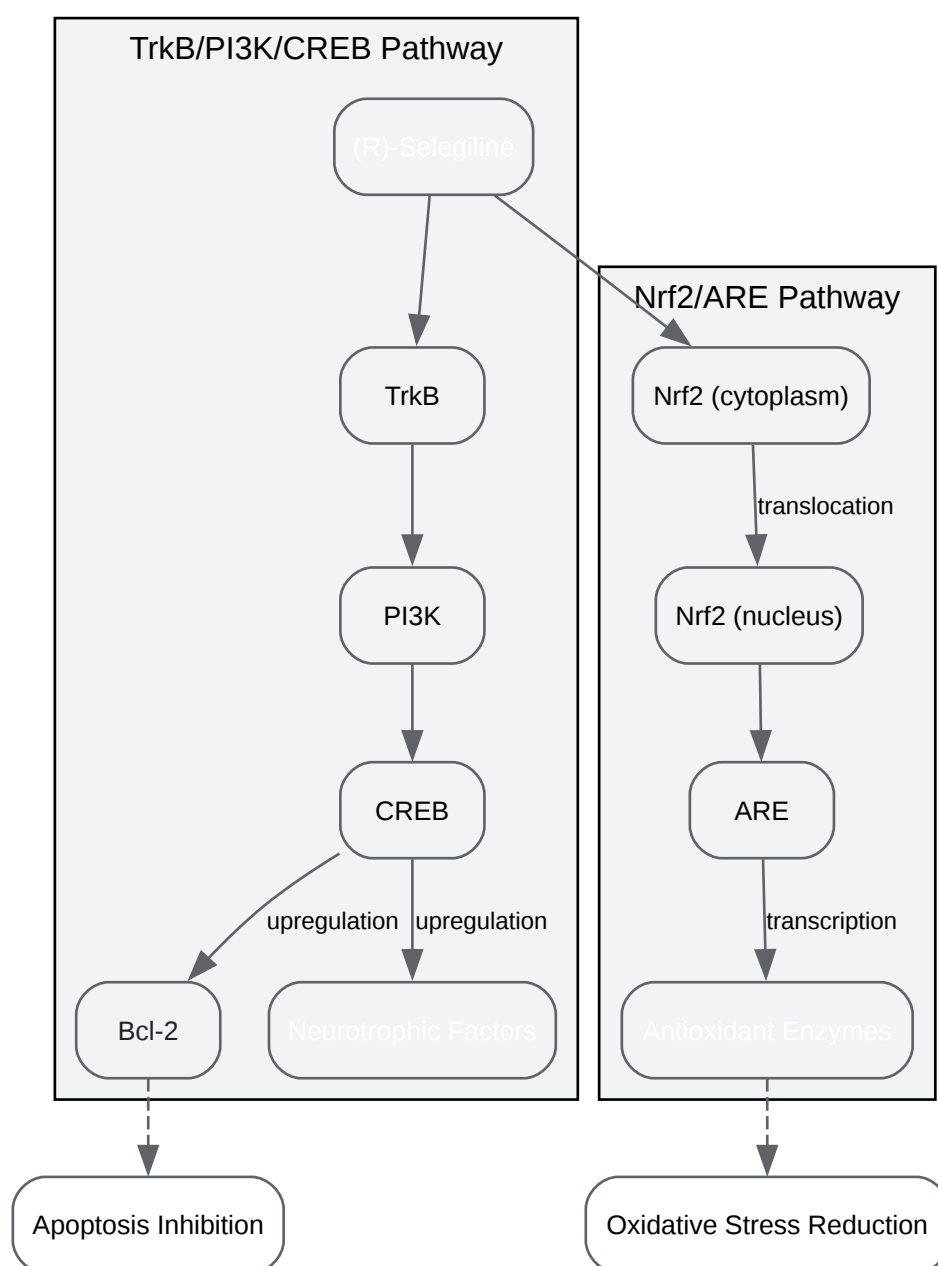 TrkB/PI3K/CREB Pathway
(R)-Selegiline
Nrf2/ARE Pathway
TrkB
Nrf2 (cytoplasm)
translocation
PI3K
Nrf2 (nucleus)
CREB
ARE
upregulation
upregulation
transcription
Bcl-2
Neurotrophic Factors
Antioxidant Enzymes
Apoptosis Inhibition
Oxidative Stress Reduction